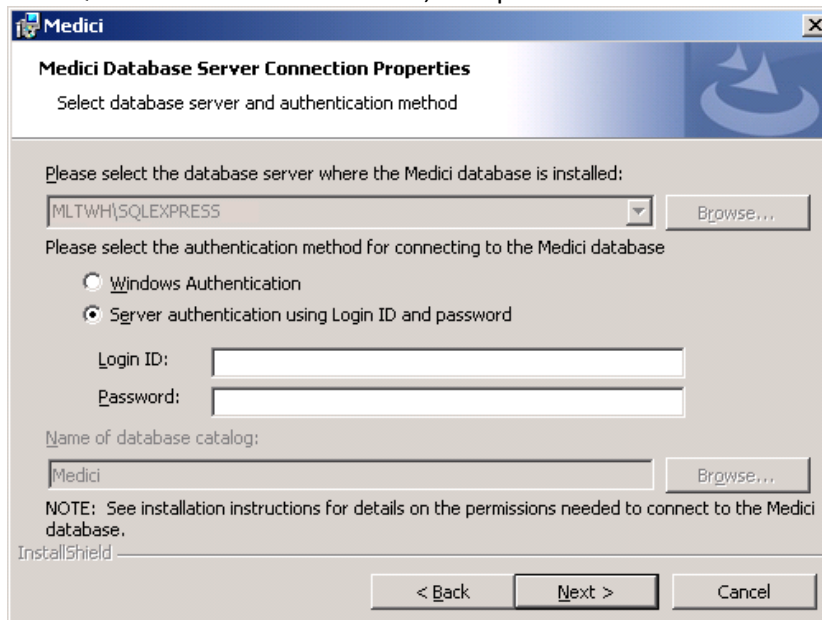 Medici
Medici Database Server Connection Properties
Select database server and authentication method
Please select the database server where the Medici database is installed:
MLTWH\SQLEXPRESS
Browse...
Please select the authentication method for connecting to the Medici database
Windows Authentication
Server authentication using Login ID and password
Login ID:
Password:
Name of database catalog:
Medici
Browse...
NOTE: See installation instructions for details on the permissions needed to connect to the Medici
database.
InstallShield
< Back
Next >
Cancel